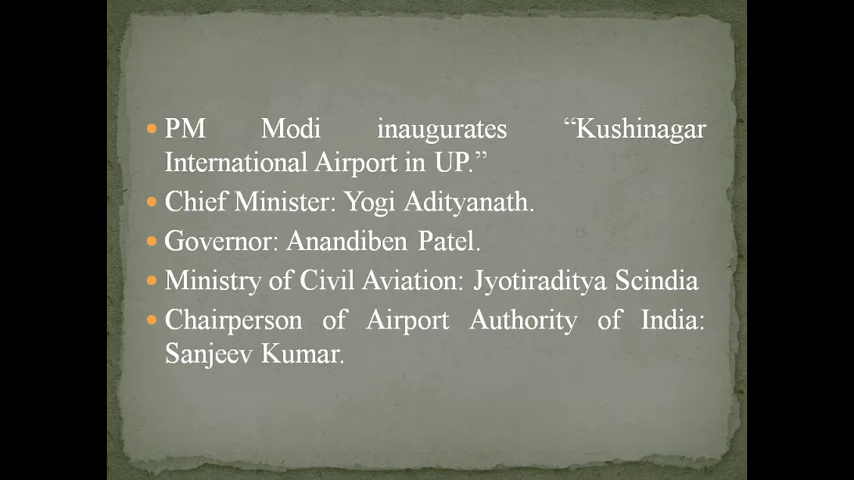 PM Modi inaugurates “Kushinagar
International Airport in UP.”
Chief Minister: Yogi Adityanath.
Governor: Anandiben Patel.
Ministry of Civil Aviation: Jyotiraditya Scindia
Chairperson of Airport Authority of India:
Sanjeev Kumar.